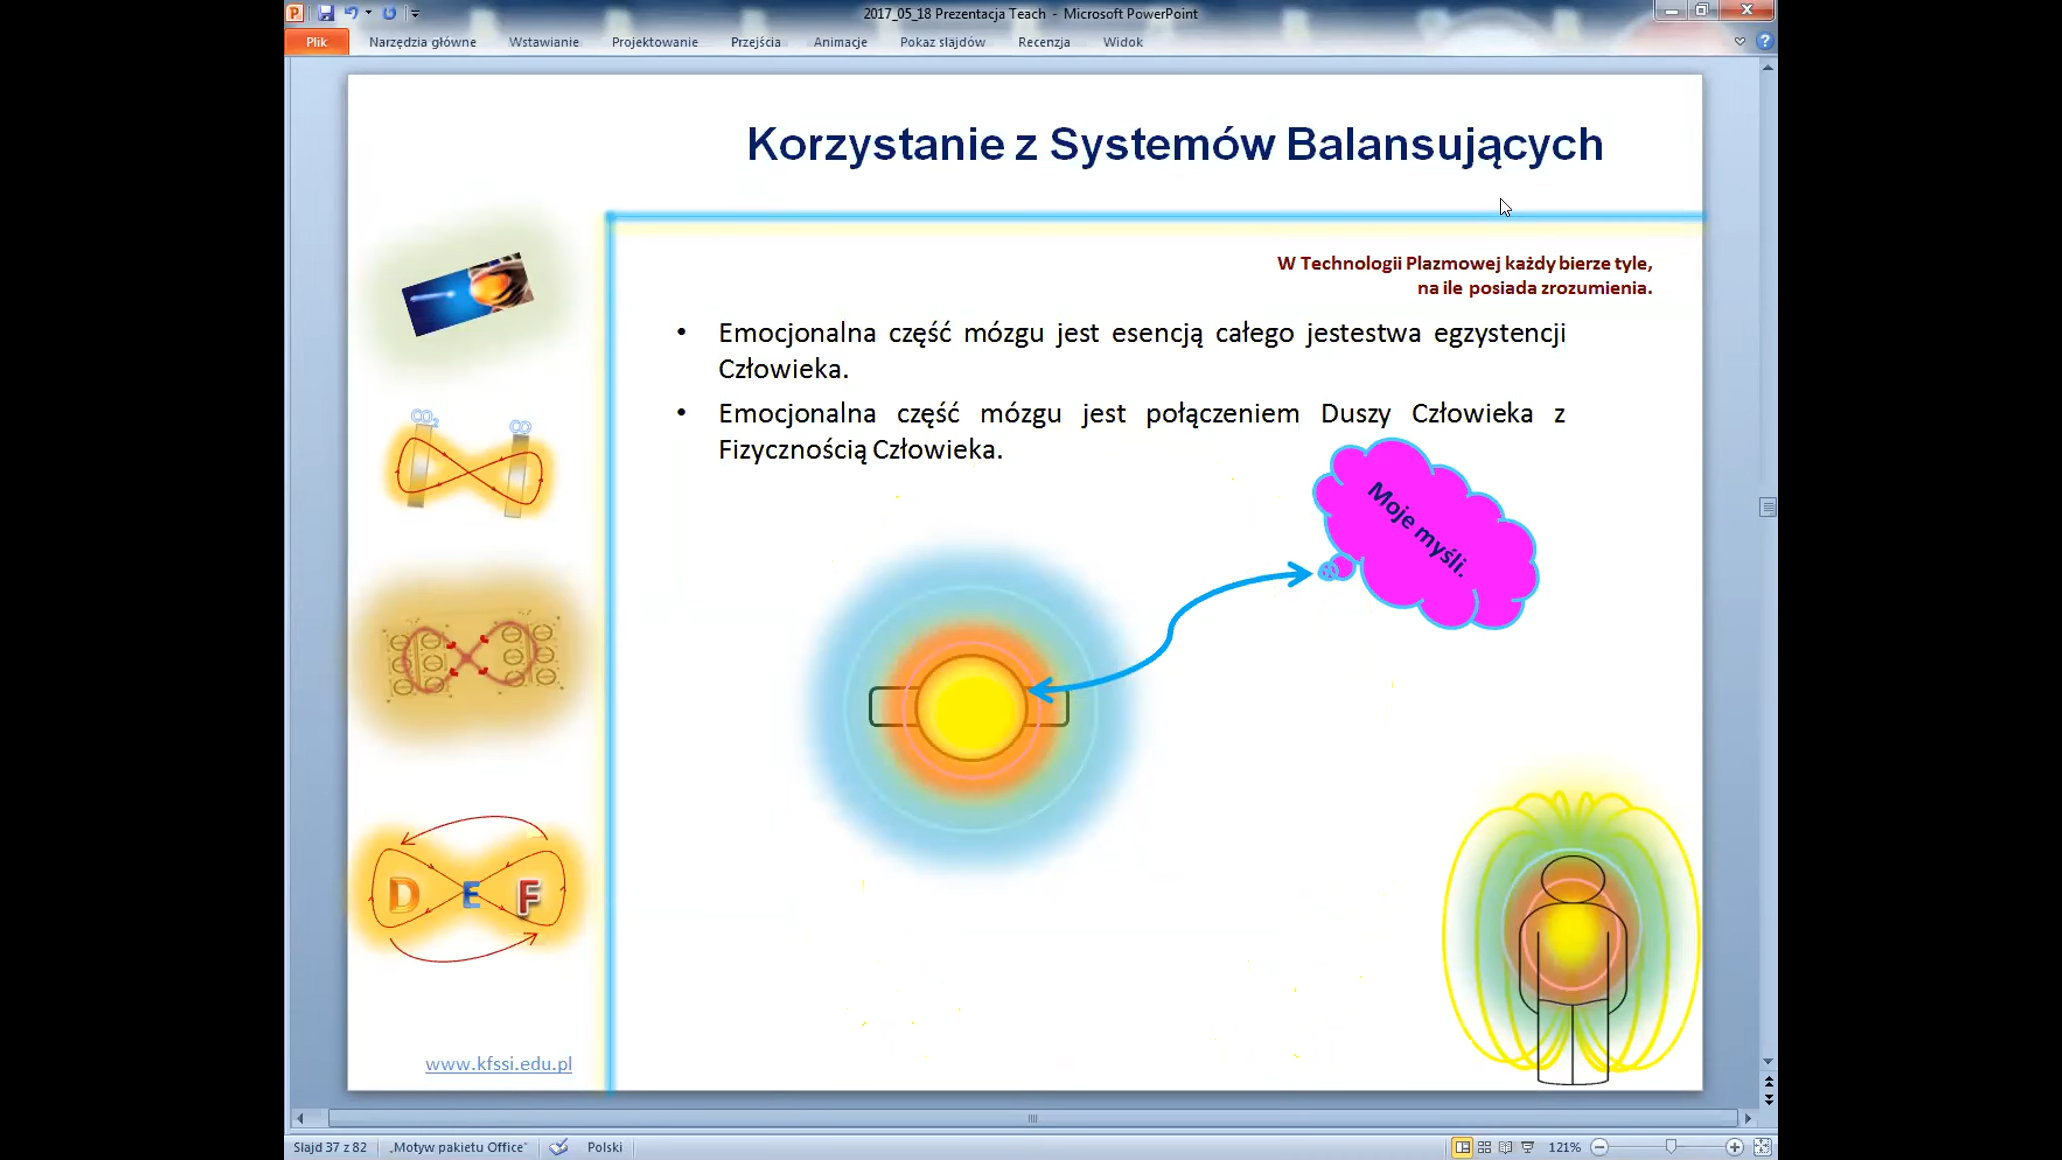 2017_05_18 Prezentacja Teach - Microsoft PowerPoint
Plik Narzędzia główne Wstawianie Projektowanie Przejścia Animacje Pokaz slajdów Recenzja Widok
Korzystanie z Systemów Balansujących
W Technologii Plazmowej każdy bierze tyle,
na ile posiada zrozumienia.
• Emocjonalna część mózgu jest esencją całego jestestwa egzystencji
Człowieka.
• Emocjonalna część mózgu jest połączeniem Duszy Człowieka z
Fizycznością Człowieka.
CO₂ CO
Moje myśli.
D E F
www.kfssi.edu.pl
Slajd 37 z 82 „Motyw pakietu Office" Polski 121%